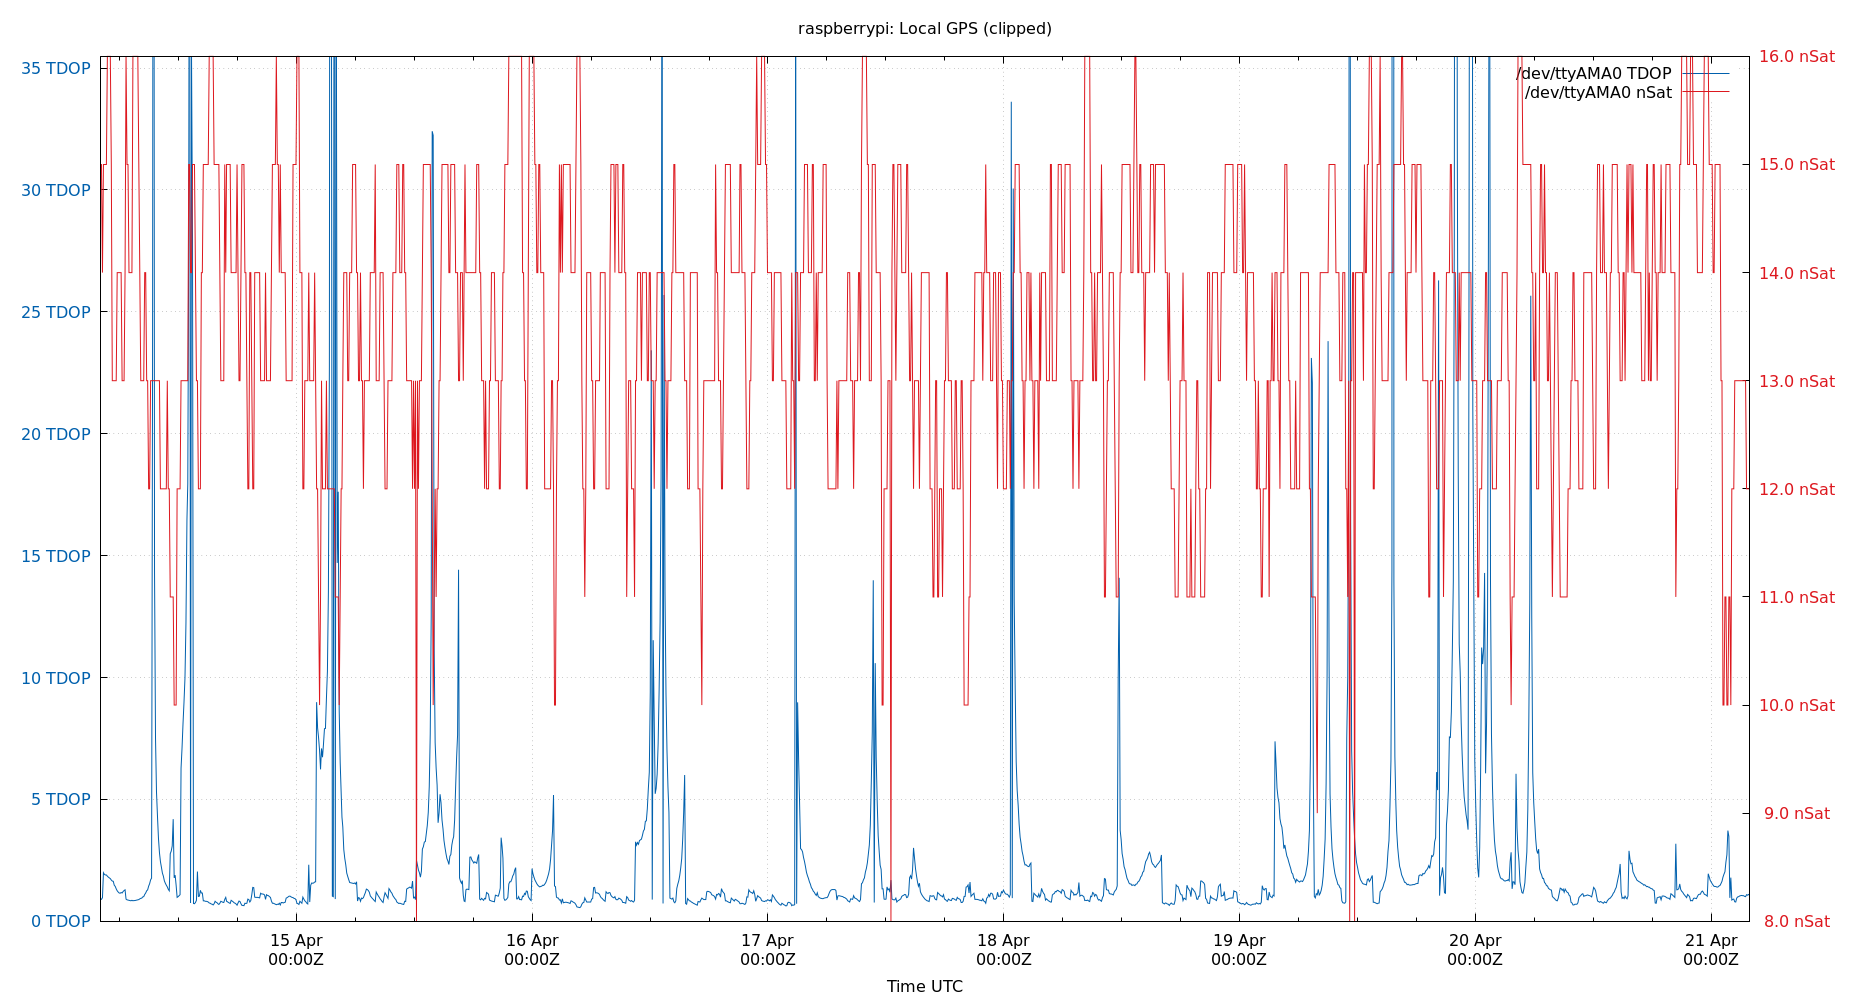 raspberrypi: Local GPS (clipped)
35 TDOP
30 TDOP
25 TDOP
20 TDOP
15 TDOP
10 TDOP
5 TDOP
0 TDOP
16.0 nSat
15.0 nSat
14.0 nSat
13.0 nSat
12.0 nSat
11.0 nSat
10.0 nSat
9.0 nSat
8.0 nSat
/dev/ttyAMA0 TDOP
/dev/ttyAMA0 nSat
15 Apr
00:00Z
16 Apr
00:00Z
17 Apr
00:00Z
18 Apr
00:00Z
19 Apr
00:00Z
20 Apr
00:00Z
21 Apr
00:00Z
Time UTC